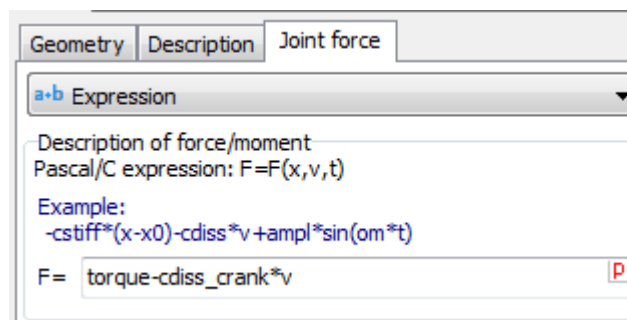 Geometry Description Joint force
a+b Expression
Description of force/moment
Pascal/C expression: F=F(x,v,t)
Example:
-cstiff*(x-x0)-cdiss*v+ampl*sin(om*t)
F= torque-cdiss_crank*v P